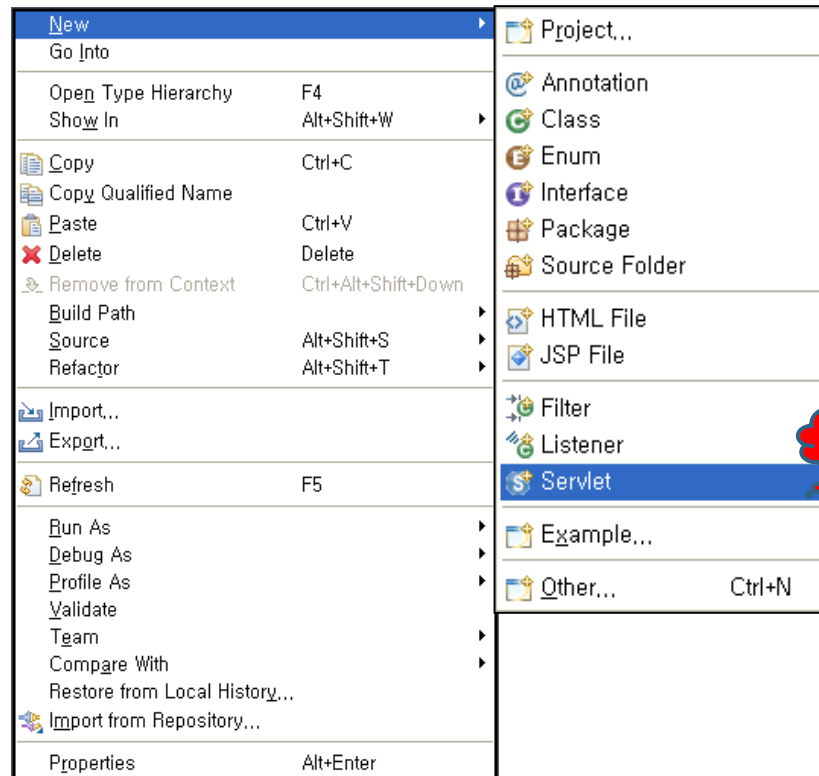 New
Go Into
Open Type Hierarchy F4
Show In Alt+Shift+W
Copy Ctrl+C
Copy Qualified Name
Paste Ctrl+V
Delete Delete
Remove from Context Ctrl+Alt+Shift+Down
Build Path
Source Alt+Shift+S
Refactor Alt+Shift+T
Import...
Export...
Refresh F5
Run As
Debug As
Profile As
Validate
Team
Compare With
Restore from Local History...
Import from Repository...
Properties Alt+Enter
Project...
Annotation
Class
Enum
Interface
Package
Source Folder
HTML File
JSP File
Filter
Listener
Servlet
Example...
Other... Ctrl+N